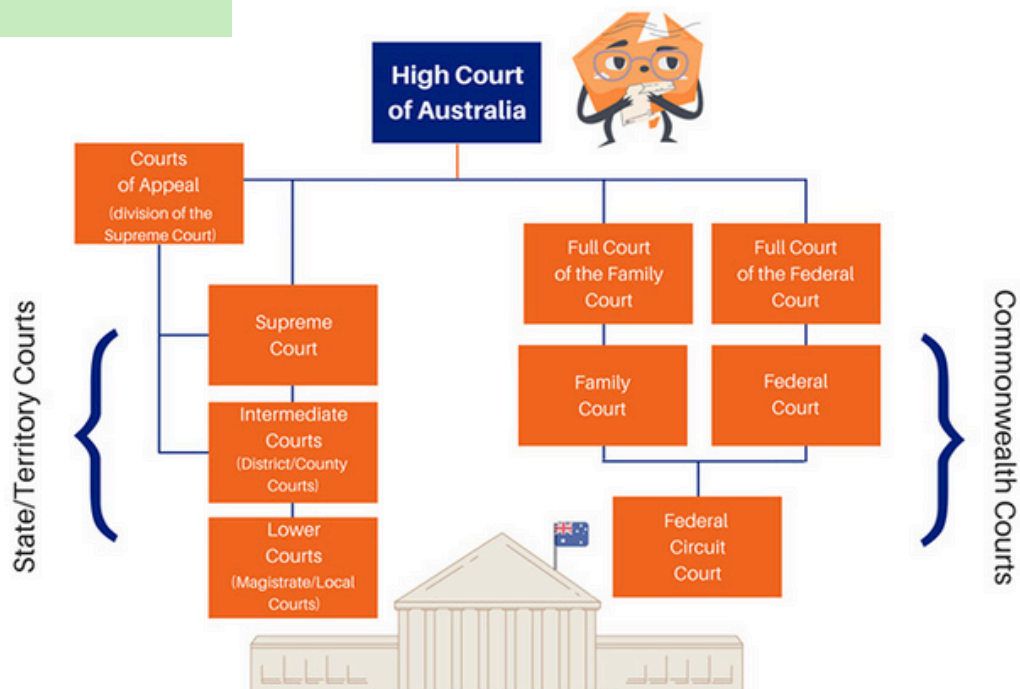 High Court
of Australia
Courts
of Appeal
(division of the
Supreme Court)
Full Court
of the Family
Court
Full Court
of the Federal
Court
State/Territory Courts
Supreme
Court
Family
Court
Federal
Court
Commonwealth Courts
Intermediate
Courts
(District/County
Courts)
Lower
Courts
(Magistrate/Local
Courts)
Federal
Circuit
Court